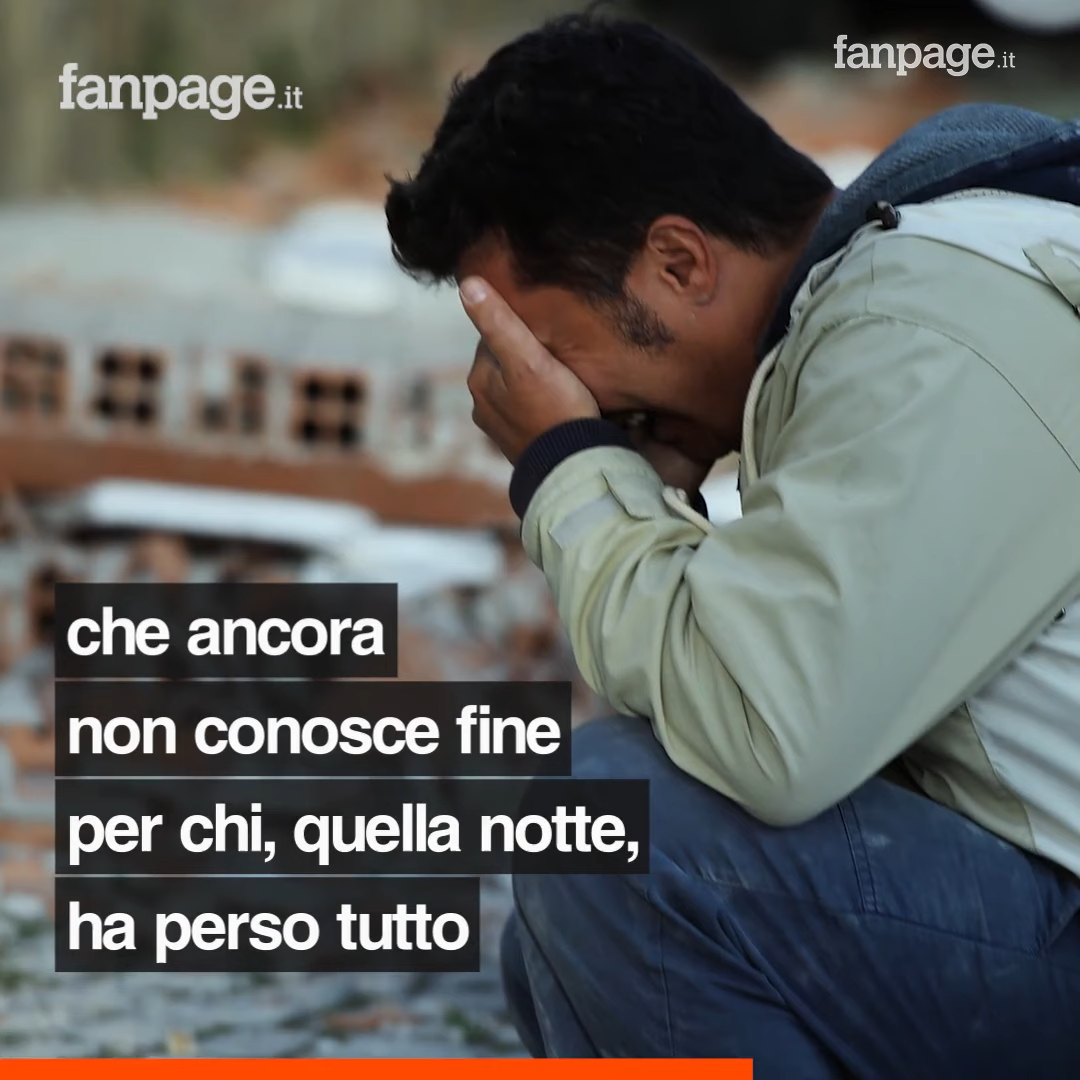 fanpage.it
fanpage.it
che ancora
non conosce fine
per chi, quella notte,
ha perso tutto